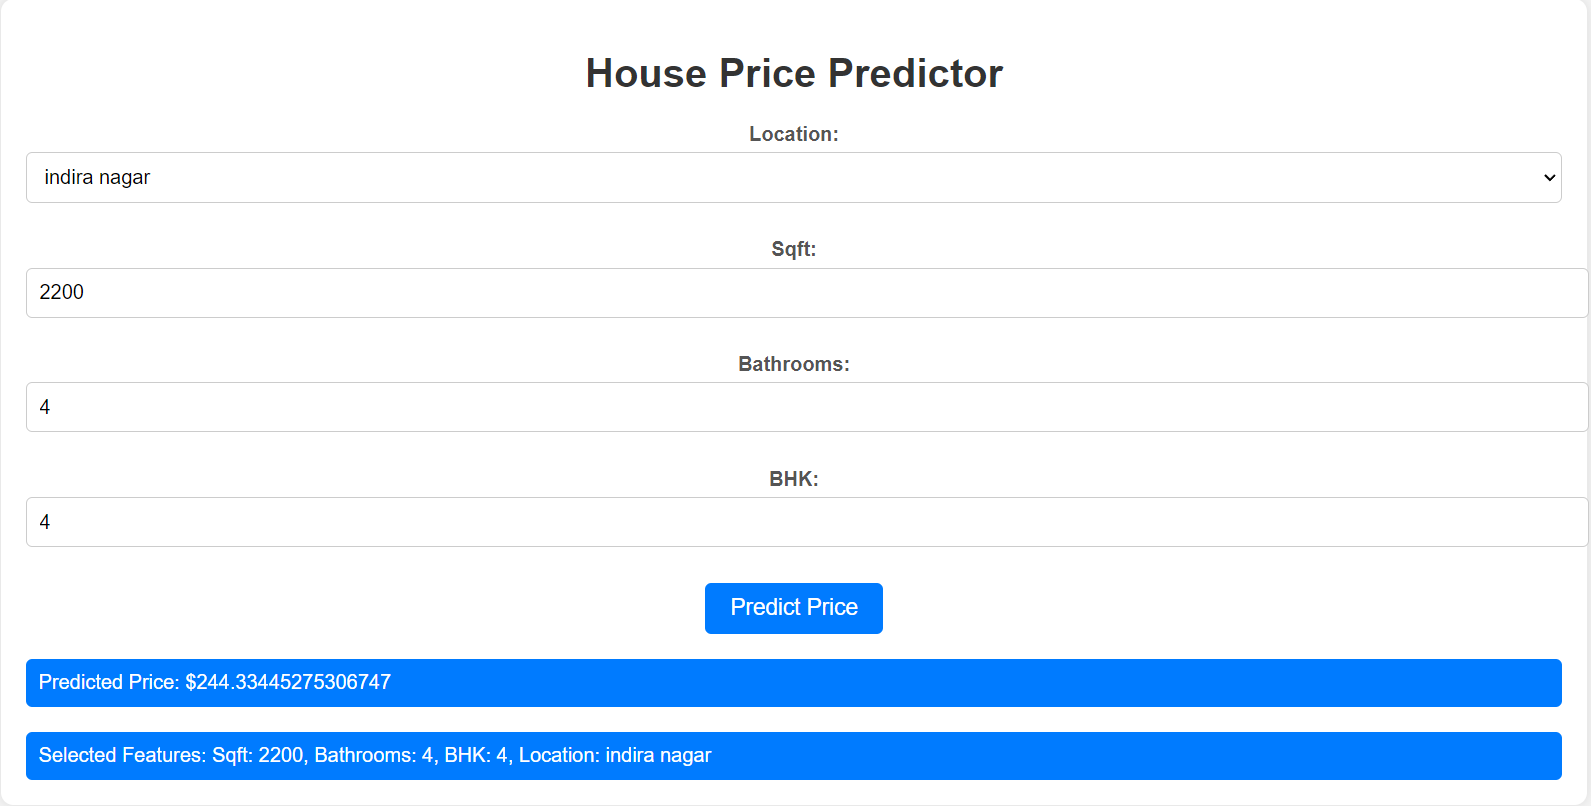 House Price Predictor
Location:
indira nagar
Sqft:
2200
Bathrooms:
4
BHK:
4
Predict Price
Predicted Price: $244.33445275306747
Selected Features: Sqft: 2200, Bathrooms: 4, BHK: 4, Location: indira nagar